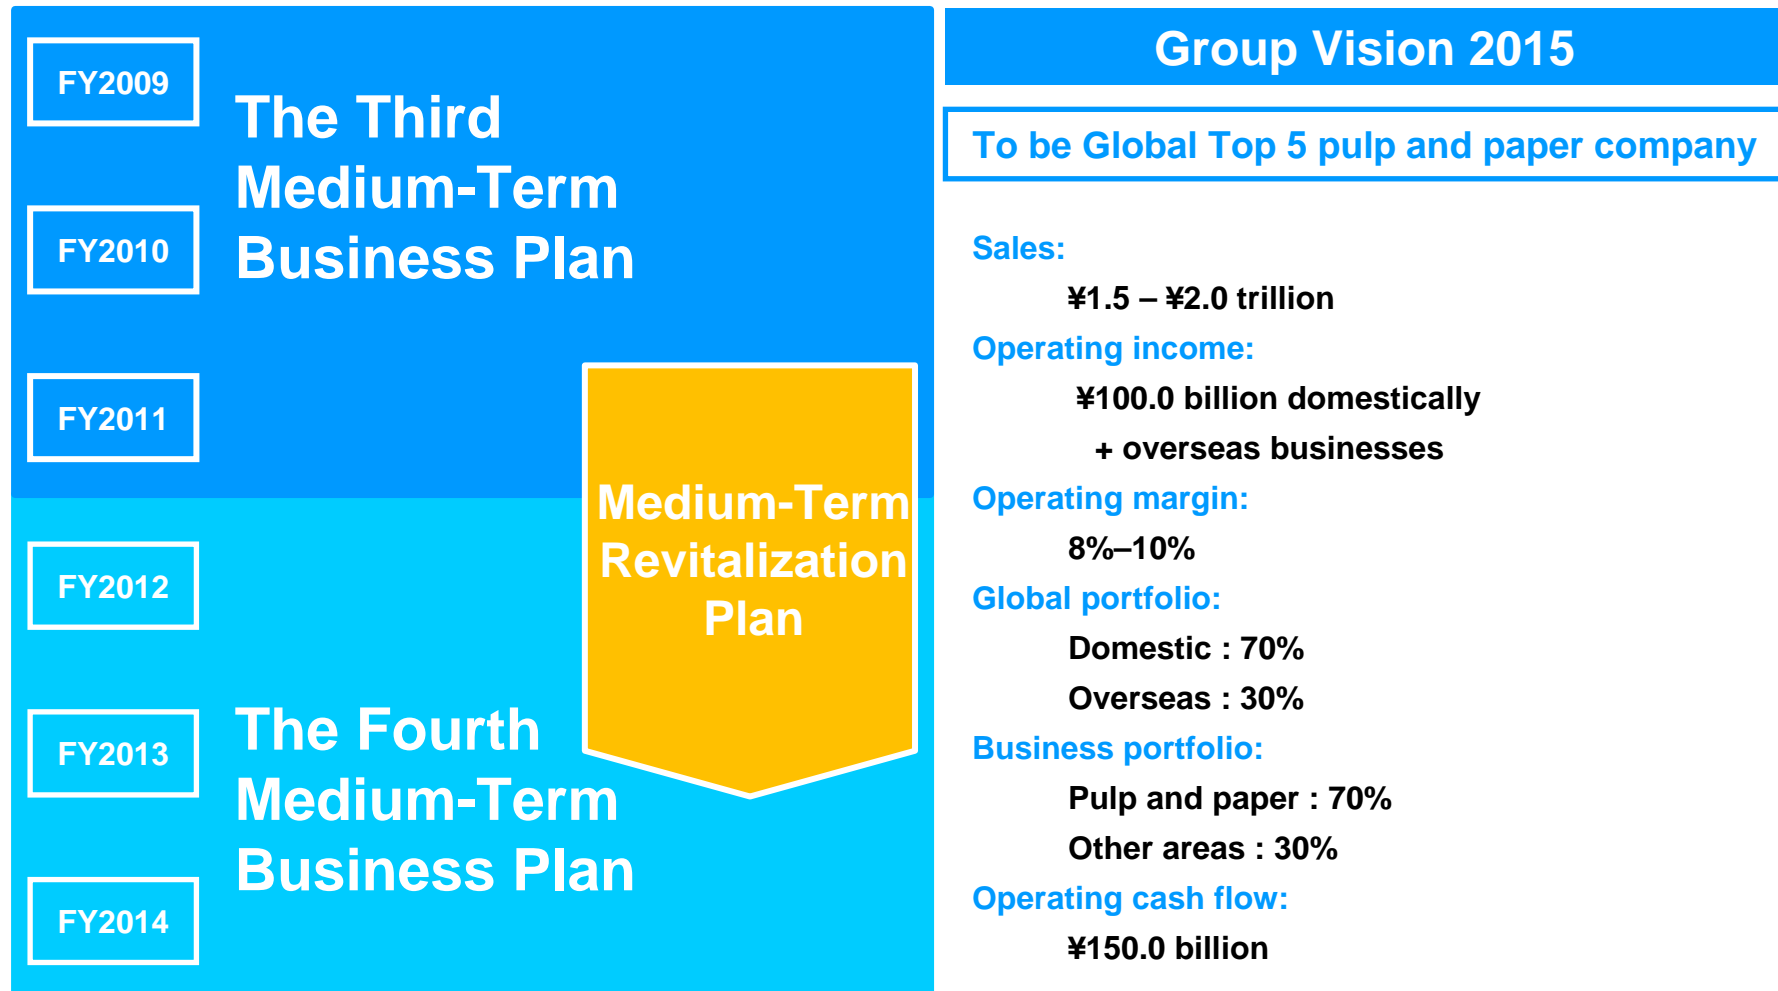 FY2009
The Third
Medium-Term
Business Plan
FY2010
FY2011
Medium-Term
Revitalization
Plan
FY2012
FY2013
The Fourth
Medium-Term
Business Plan
FY2014
Group Vision 2015
To be Global Top 5 pulp and paper company
Sales:
¥1.5 – ¥2.0 trillion
Operating income:
¥100.0 billion domestically
+ overseas businesses
Operating margin:
8%–10%
Global portfolio:
Domestic : 70%
Overseas : 30%
Business portfolio:
Pulp and paper : 70%
Other areas : 30%
Operating cash flow:
¥150.0 billion